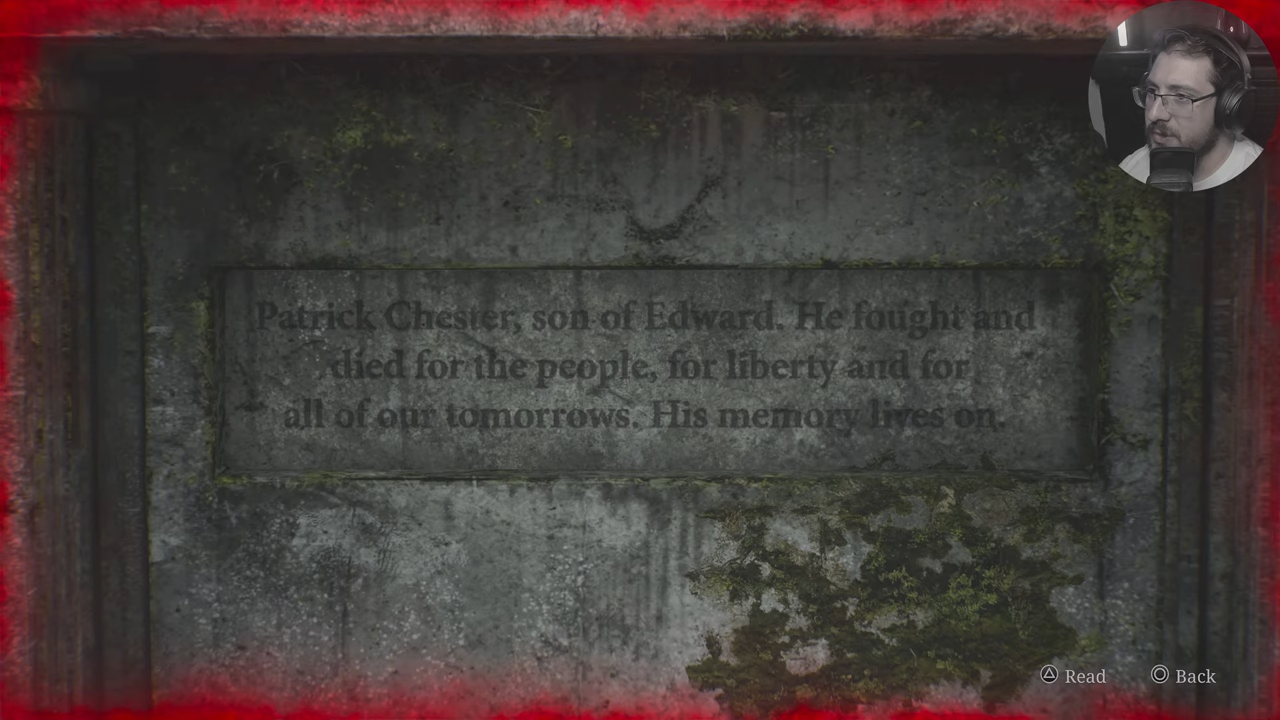 Patrick Chester, son of Edward. He fought and
died for the people, for liberty and for
all of our tomorrows. His memory lives on.
Read
Back